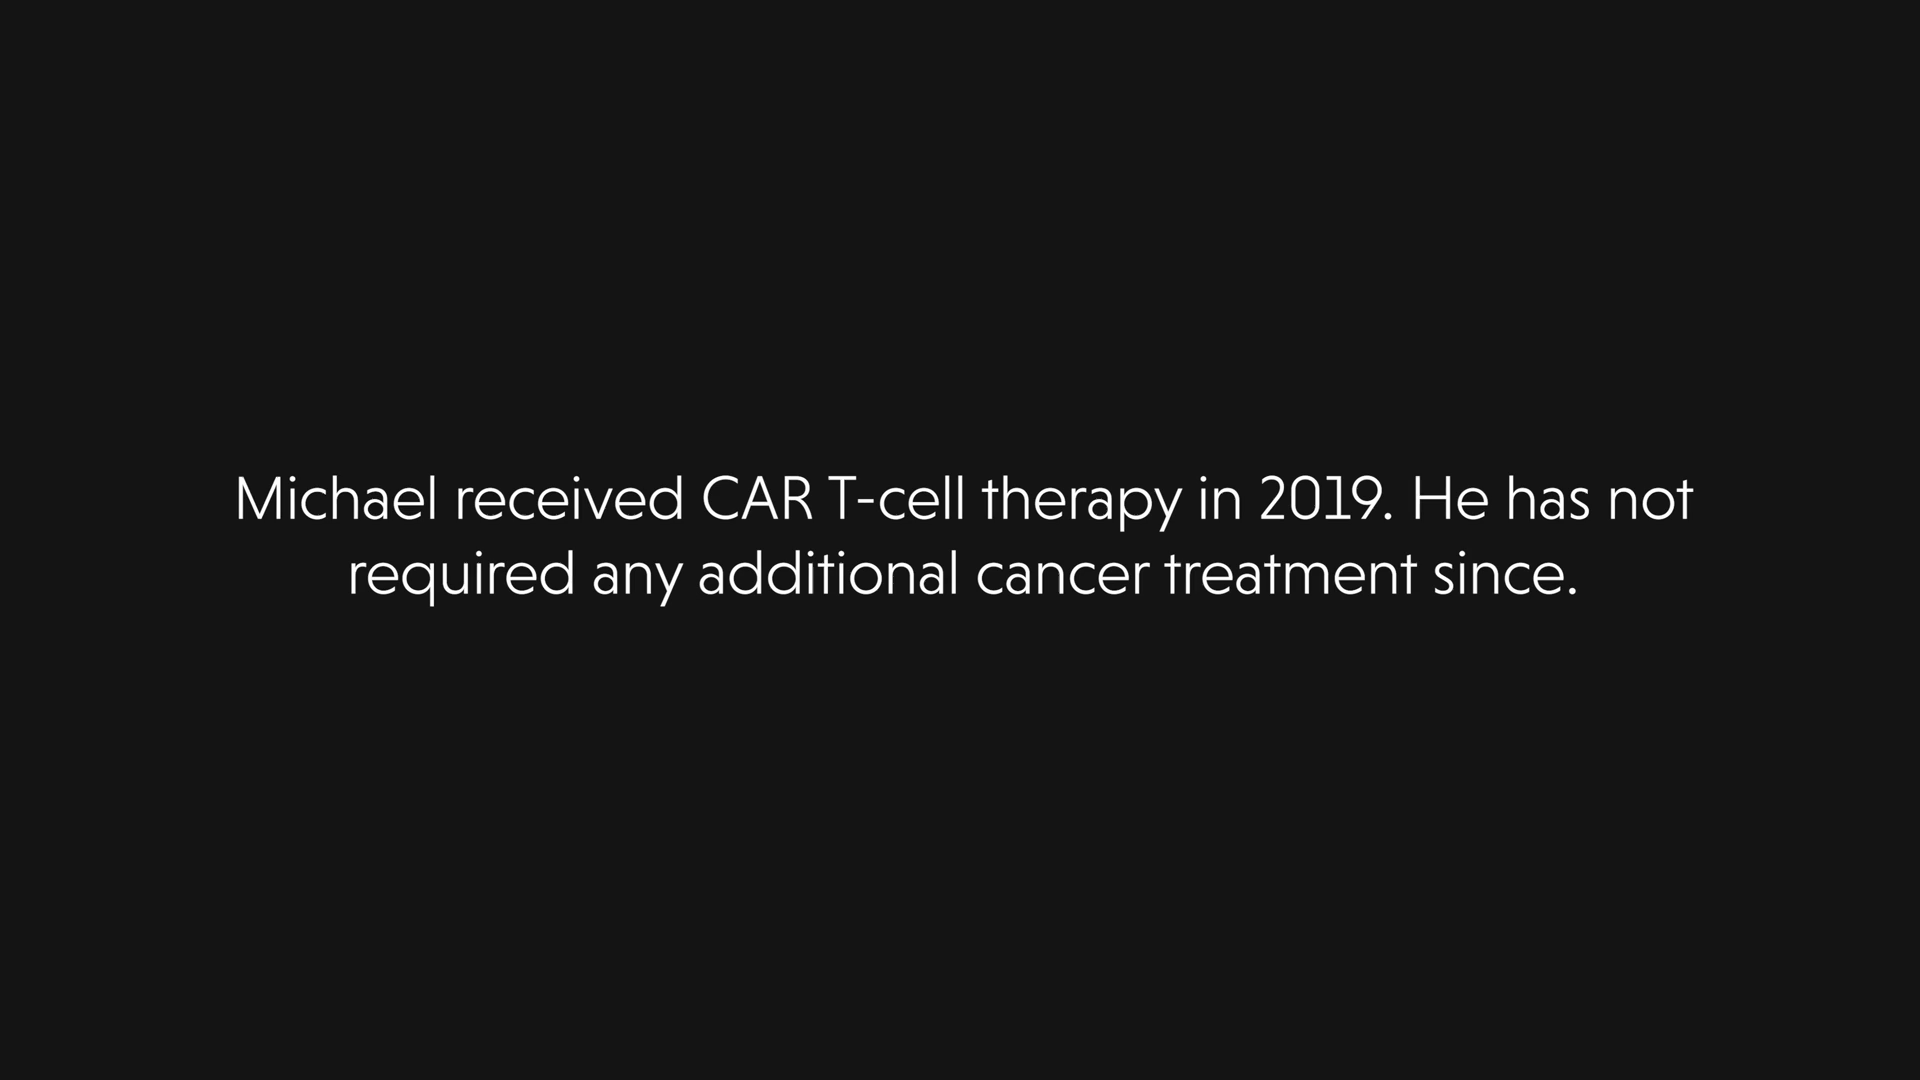 Michael received CAR T-cell therapy in 2019. He has not
required any additional cancer treatment since.